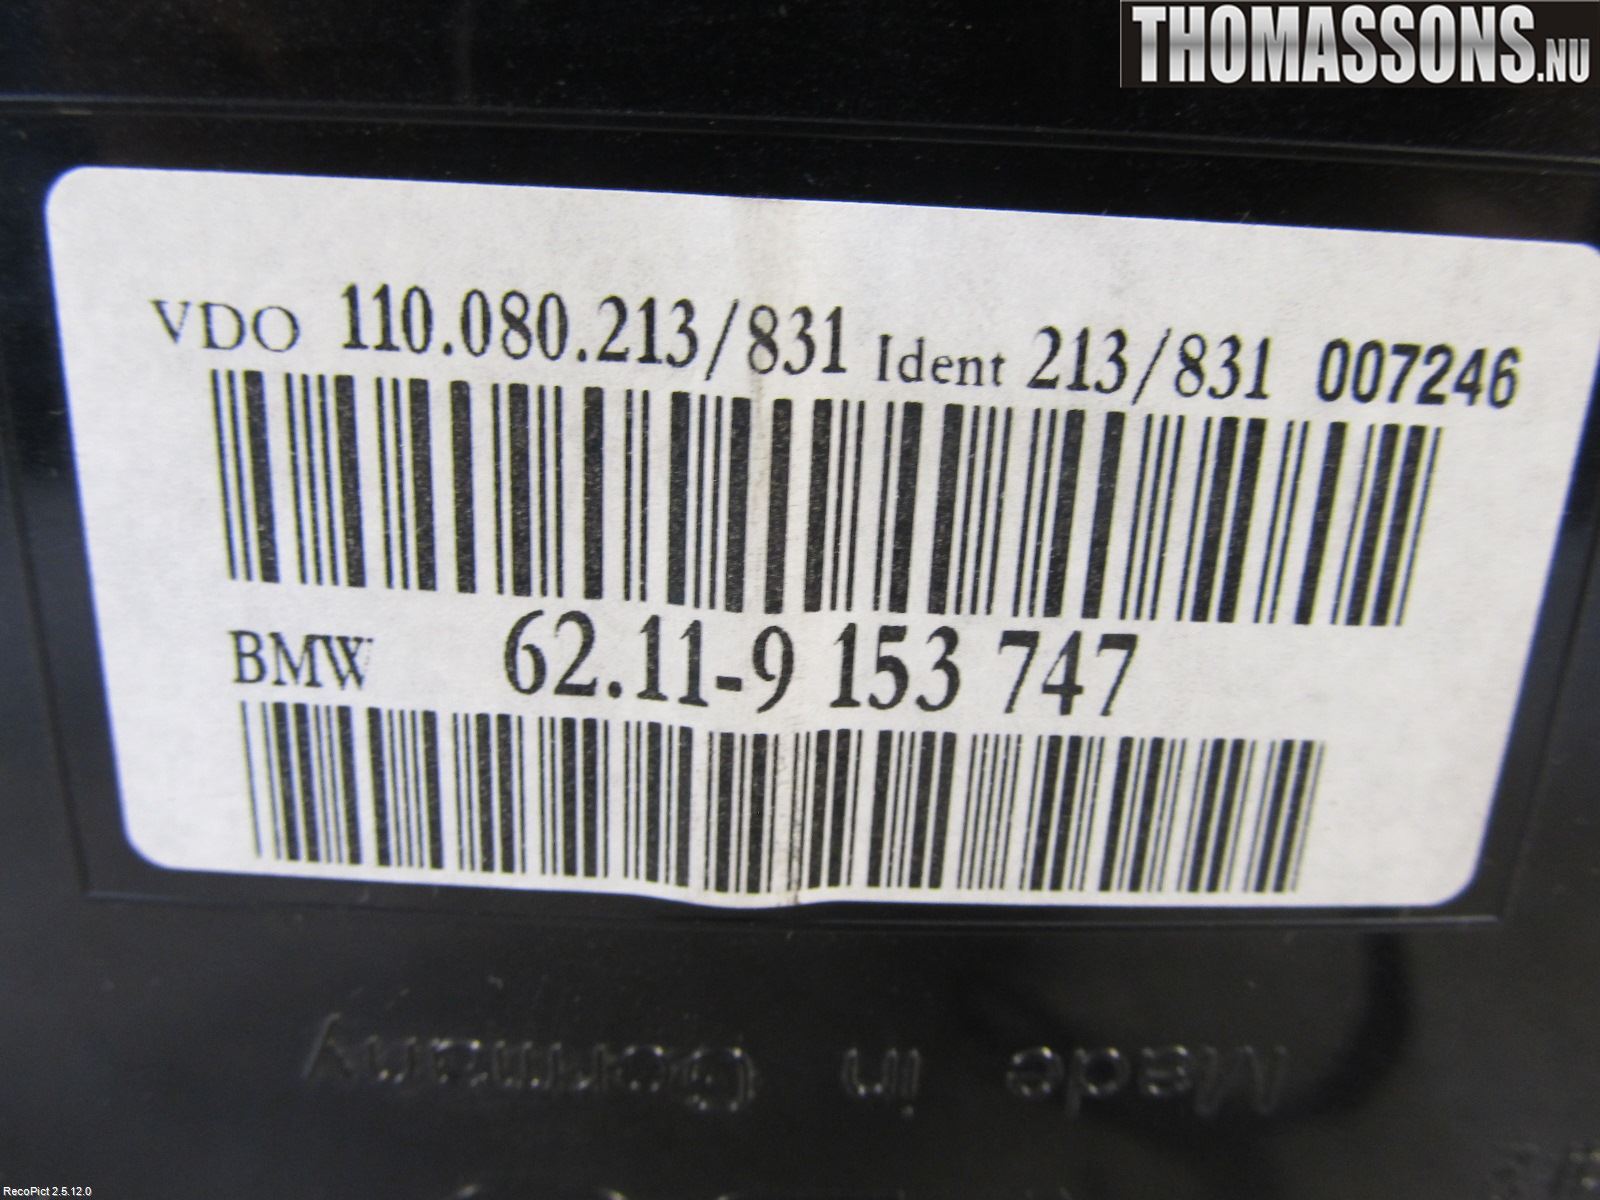 THOMASSONS.NU
VDO 110.080.213/831 Ident 213/831 007246
BMW 62.11-9 153 747
Made in Germany
RecoPict 2.5.12.0